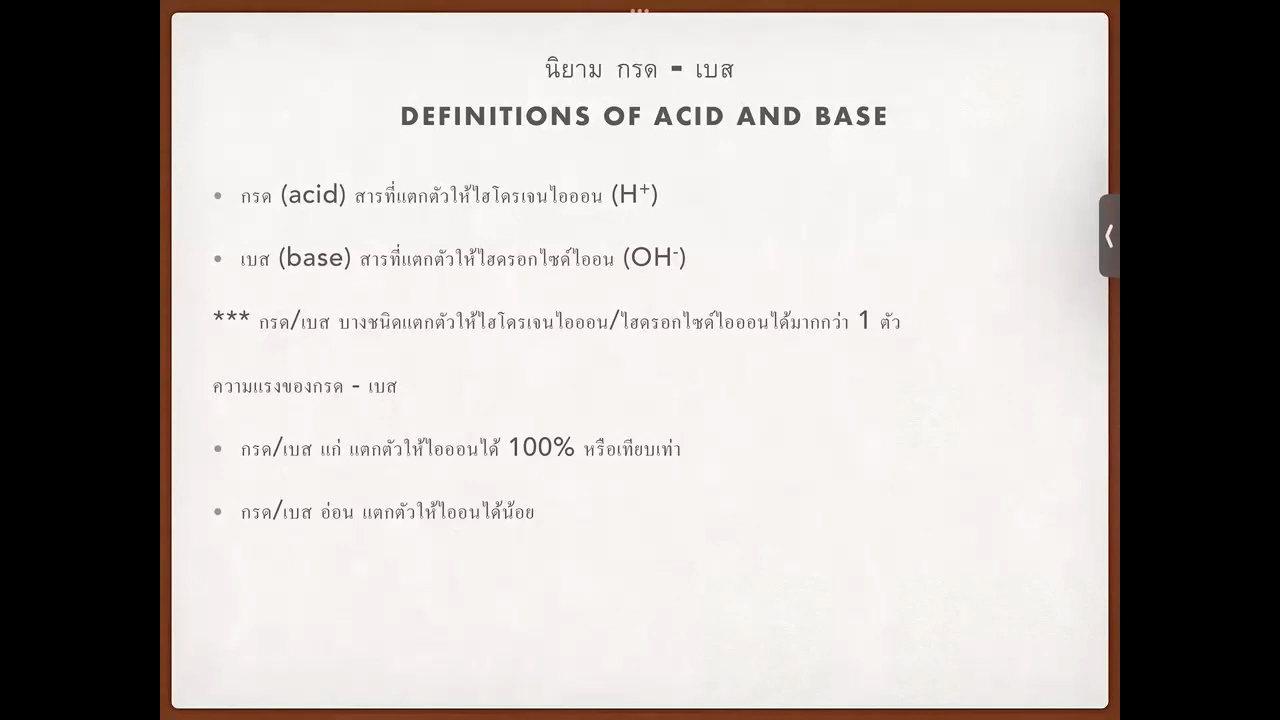 นิยาม กรด - เบส
DEFINITIONS OF ACID AND BASE
• กรด (acid) สารที่แตกตัวให้ไฮโดรเจนไอออน (H⁺)
• เบส (base) สารที่แตกตัวให้ไฮดรอกไซด์ไอออน (OH⁻)
*** กรด/เบส บางชนิดแตกตัวให้ไฮโดรเจนไอออน/ไฮดรอกไซด์ไอออนได้มากกว่า 1 ตัว
ความแรงของกรด - เบส
• กรด/เบส แก่ แตกตัวให้ไอออนได้ 100% หรือเทียบเท่า
• กรด/เบส อ่อน แตกตัวให้ไอออนได้น้อย